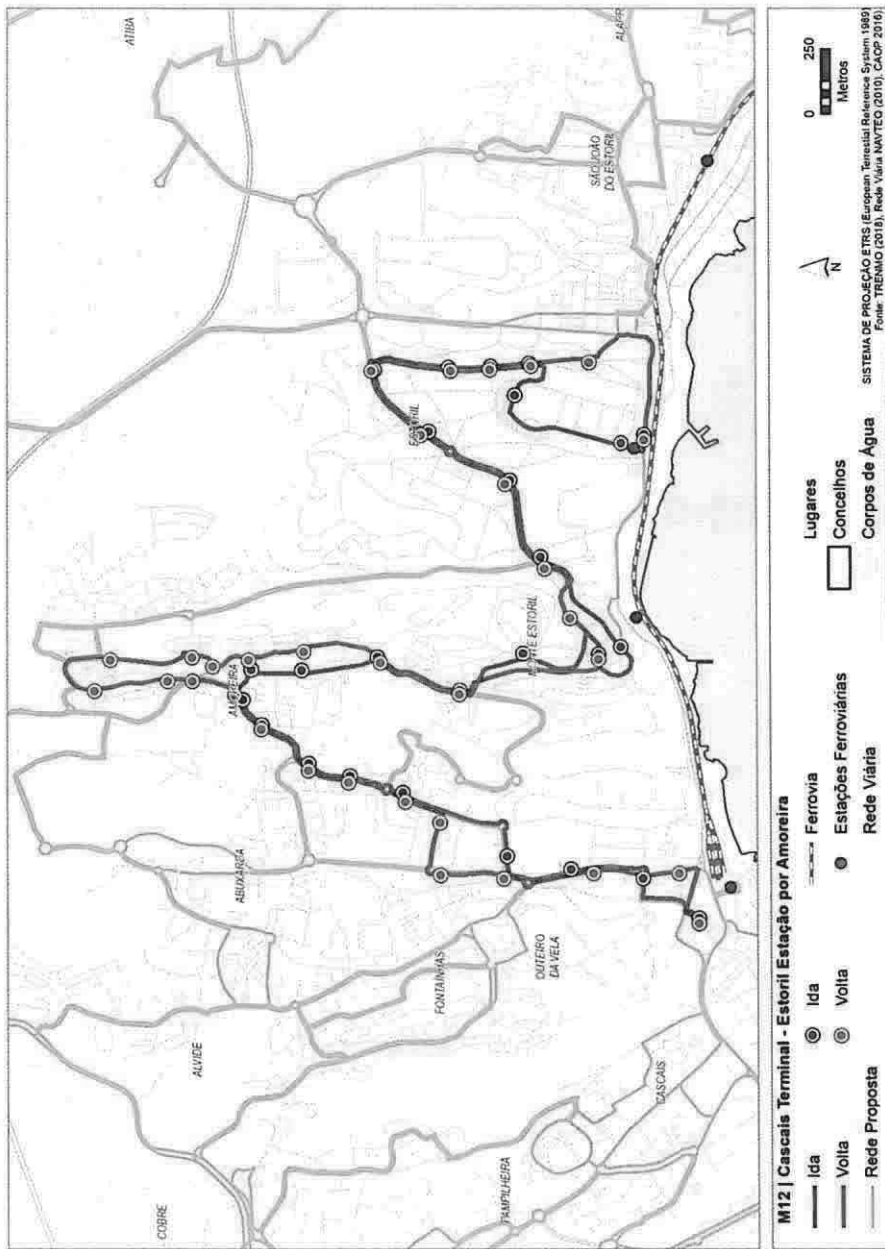 ATIBA
COBRE
ALVIDE
ABUXARDA
AMOREIRA
ESTORIL
SÃO JOÃO
DO ESTORIL
FONTAINHAS
OUTEIRO
DA VELA
MONTE ESTORIL
PAMPILHEIRA
CASCAIS
M12 | Cascais Terminal - Estoril Estação por Amoreira
Ida
Volta
Rede Proposta
Ida
Volta
Ferrovia
Estações Ferroviárias
Rede Viária
Lugares
Concelhos
Corpos de Água
N
0 250
Metros
SISTEMA DE PROJEÇÃO ETRS (European Terrestrial Reference System 1989)
Fonte: TRENMO (2018), Rede Viária NAVTEQ (2010), CAOP 2016)